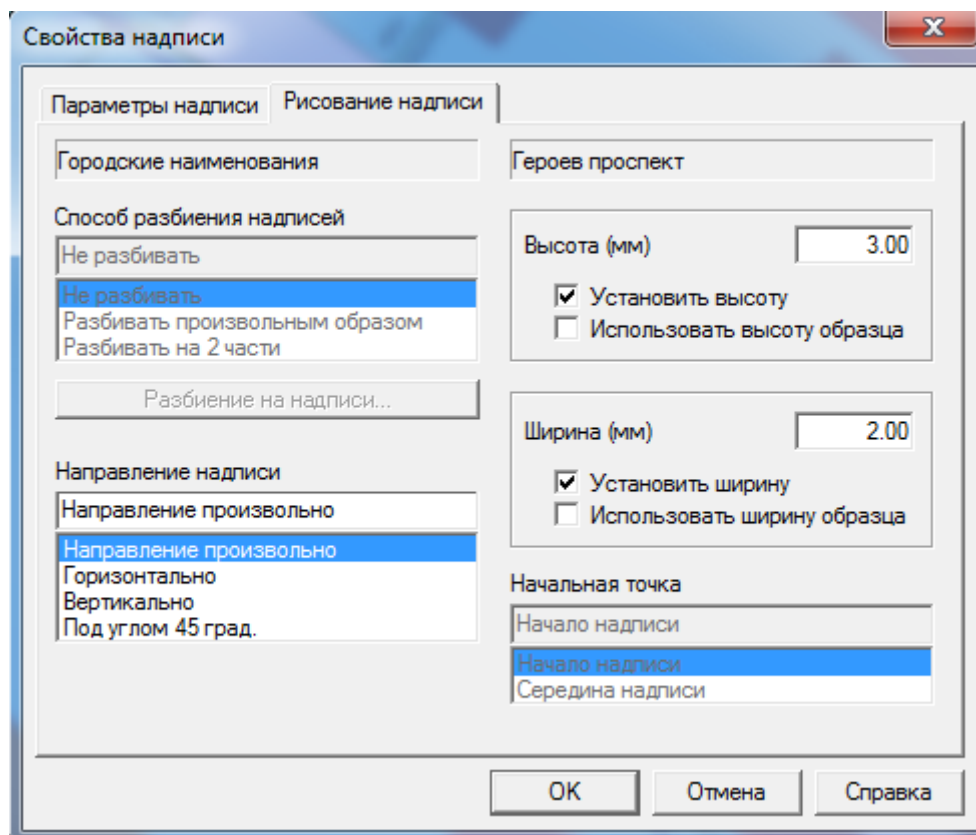 Свойства надписи
Параметры надписи
Рисование надписи
Городские наименования
Героев проспект
Способ разбиения надписей
Не разбивать
Не разбивать
Разбивать произвольным образом
Разбивать на 2 части
Разбиение на надписи...
Направление надписи
Направление произвольно
Направление произвольно
Горизонтально
Вертикально
Под углом 45 град.
Высота (мм) 3.00
Установить высоту
Использовать высоту образца
Ширина (мм) 2.00
Установить ширину
Использовать ширину образца
Начальная точка
Начало надписи
Начало надписи
Середина надписи
OK Отмена Справка